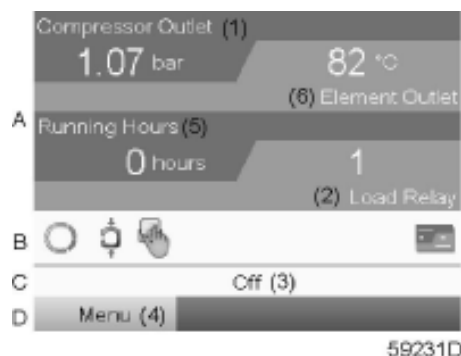 Compressor Outlet (1)
1.07 bar
82 °C
(6) Element Outlet
A
Running Hours (5)
0 hours
1
(2) Load Relay
B
C
Off (3)
D
Menu (4)
59231D